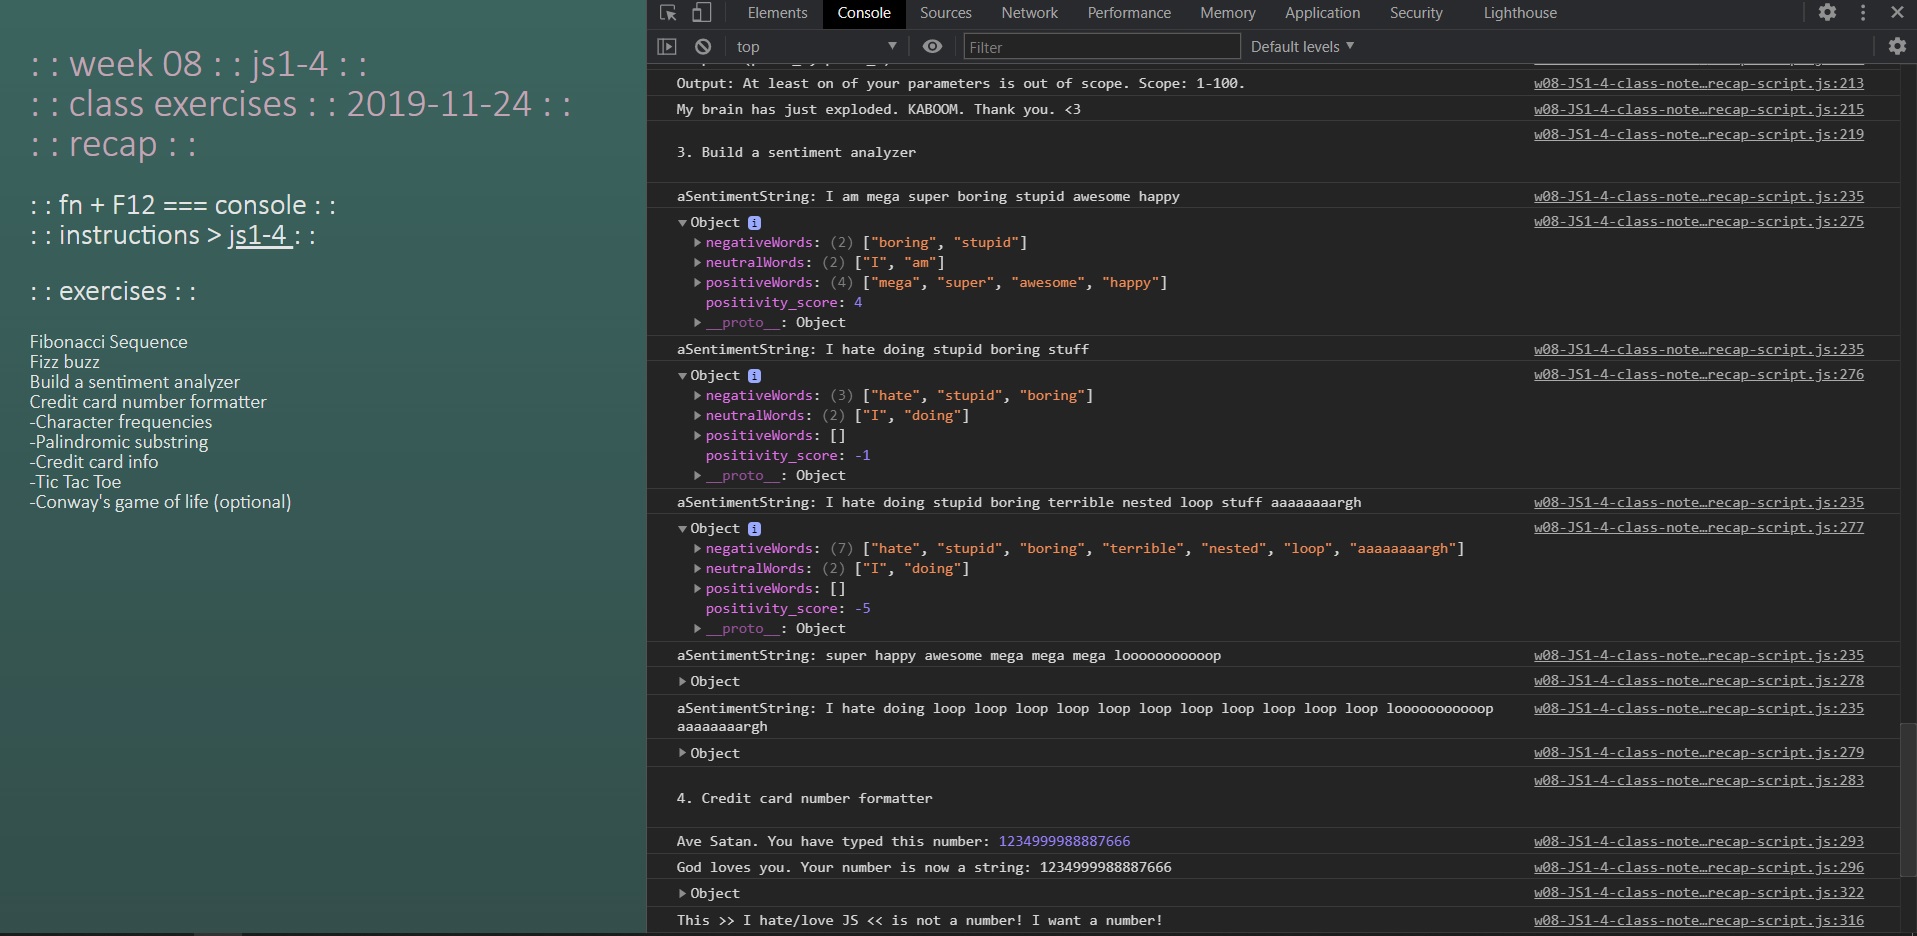 : : week 08 : : js1-4 : :
: : class exercises : : 2019-11-24 : :
: : recap : :
: : fn + F12 === console : :
: : instructions > js1-4 : :
: : exercises : :
Fibonacci Sequence
Fizz buzz
Build a sentiment analyzer
Credit card number formatter
-Character frequencies
-Palindromic substring
-Credit card info
-Tic Tac Toe
-Conway's game of life (optional)
Elements Console Sources Network Performance Memory Application Security Lighthouse
top Filter Default levels
Output: At least on of your parameters is out of scope. Scope: 1-100. w08-JS1-4-class-note…recap-script.js:213
My brain has just exploded. KABOOM. Thank you. <3 w08-JS1-4-class-note…recap-script.js:215
w08-JS1-4-class-note…recap-script.js:219
3. Build a sentiment analyzer
aSentimentString: I am mega super boring stupid awesome happy w08-JS1-4-class-note…recap-script.js:235
Object i w08-JS1-4-class-note…recap-script.js:275
negativeWords: (2) ["boring", "stupid"]
neutralWords: (2) ["I", "am"]
positiveWords: (4) ["mega", "super", "awesome", "happy"]
positivity_score: 4
__proto__: Object
aSentimentString: I hate doing stupid boring stuff w08-JS1-4-class-note…recap-script.js:235
Object i w08-JS1-4-class-note…recap-script.js:276
negativeWords: (3) ["hate", "stupid", "boring"]
neutralWords: (2) ["I", "doing"]
positiveWords: []
positivity_score: -1
__proto__: Object
aSentimentString: I hate doing stupid boring terrible nested loop stuff aaaaaaaargh w08-JS1-4-class-note…recap-script.js:235
Object i w08-JS1-4-class-note…recap-script.js:277
negativeWords: (7) ["hate", "stupid", "boring", "terrible", "nested", "loop", "aaaaaaaargh"]
neutralWords: (2) ["I", "doing"]
positiveWords: []
positivity_score: -5
__proto__: Object
aSentimentString: super happy awesome mega mega mega looooooooooop w08-JS1-4-class-note…recap-script.js:235
Object w08-JS1-4-class-note…recap-script.js:278
aSentimentString: I hate doing loop loop loop loop loop loop loop loop loop loop loop looooooooooop w08-JS1-4-class-note…recap-script.js:235
aaaaaaaargh
Object w08-JS1-4-class-note…recap-script.js:279
w08-JS1-4-class-note…recap-script.js:283
4. Credit card number formatter
Ave Satan. You have typed this number: 1234999988887666 w08-JS1-4-class-note…recap-script.js:293
God loves you. Your number is now a string: 1234999988887666 w08-JS1-4-class-note…recap-script.js:296
Object w08-JS1-4-class-note…recap-script.js:322
This >> I hate/love JS << is not a number! I want a number! w08-JS1-4-class-note…recap-script.js:316